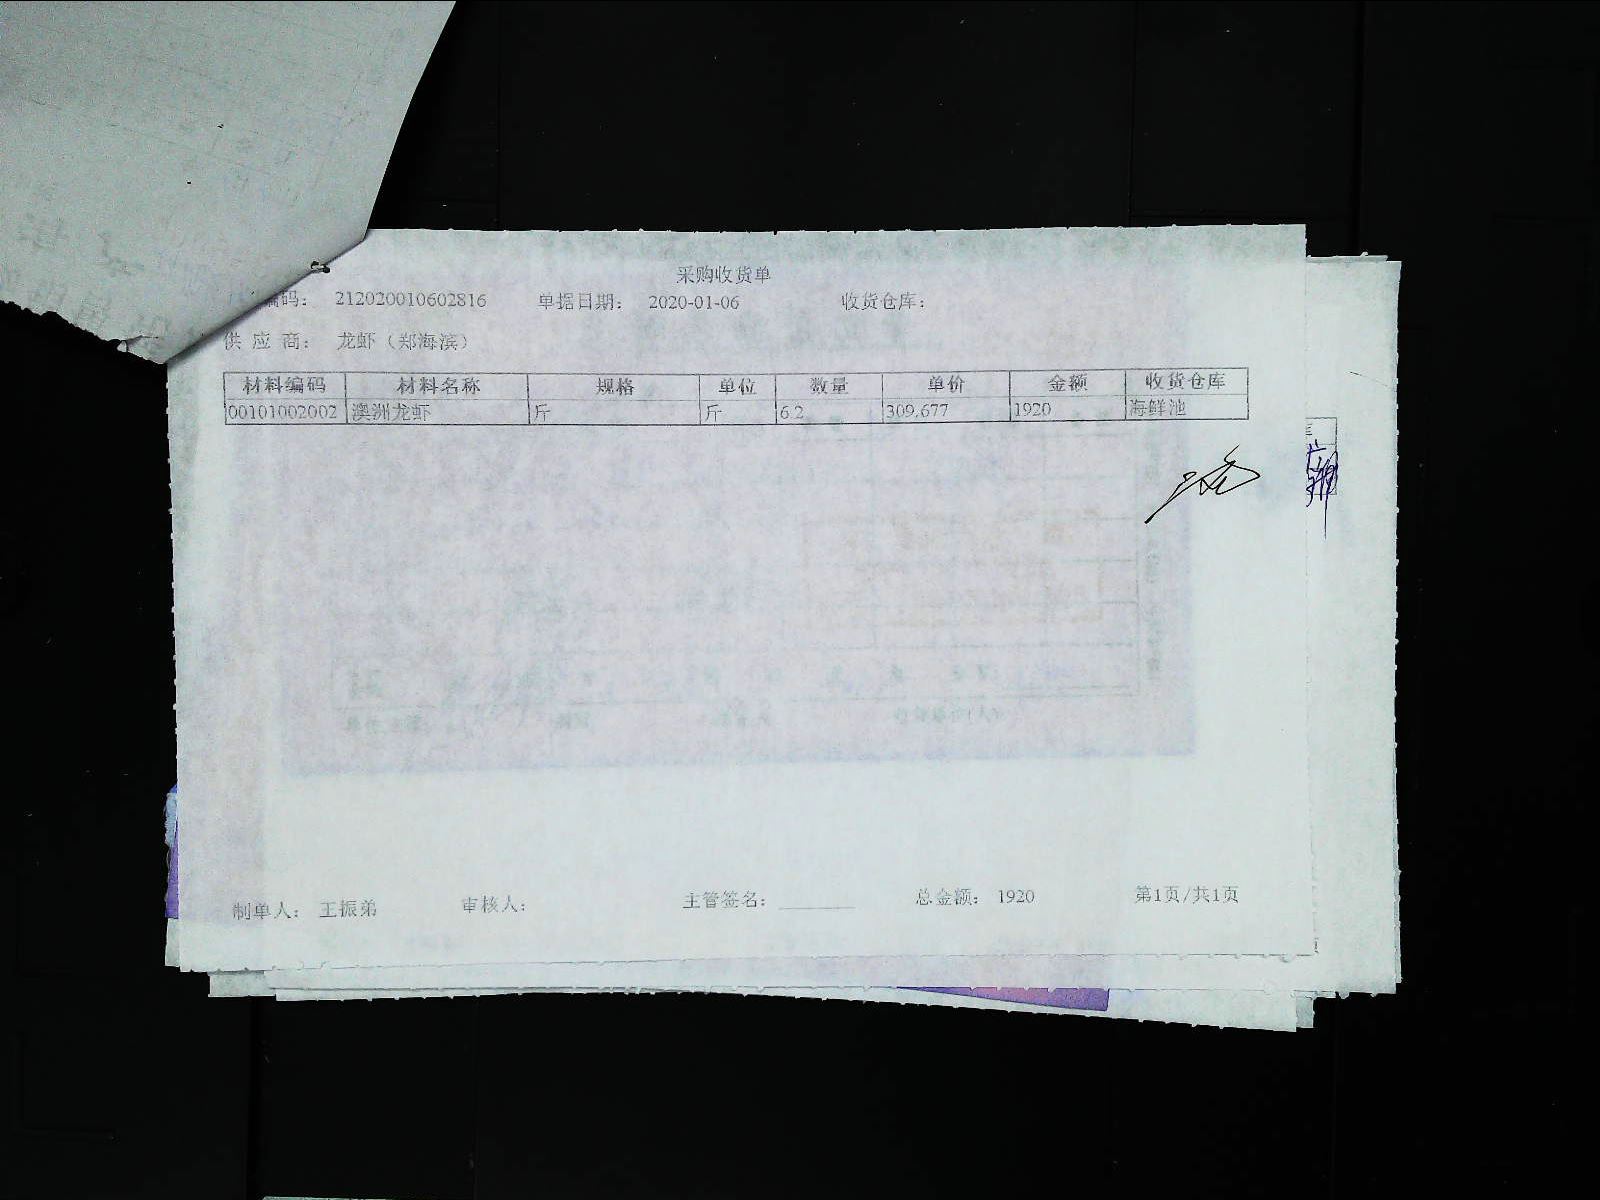 采购收货单
编码： 212020010602816 单据日期： 2020-01-06 收货仓库：
供 应 商： 龙虾（郑海滨）
材料编码 材料名称 规格 单位 数量 单价 金额 收货仓库
00101002002 澳洲龙虾 斤 斤 6.2 309.677 1920 海鲜池
制单人： 王振弟 审核人： 主管签名： 总金额： 1920 第1页/共1页